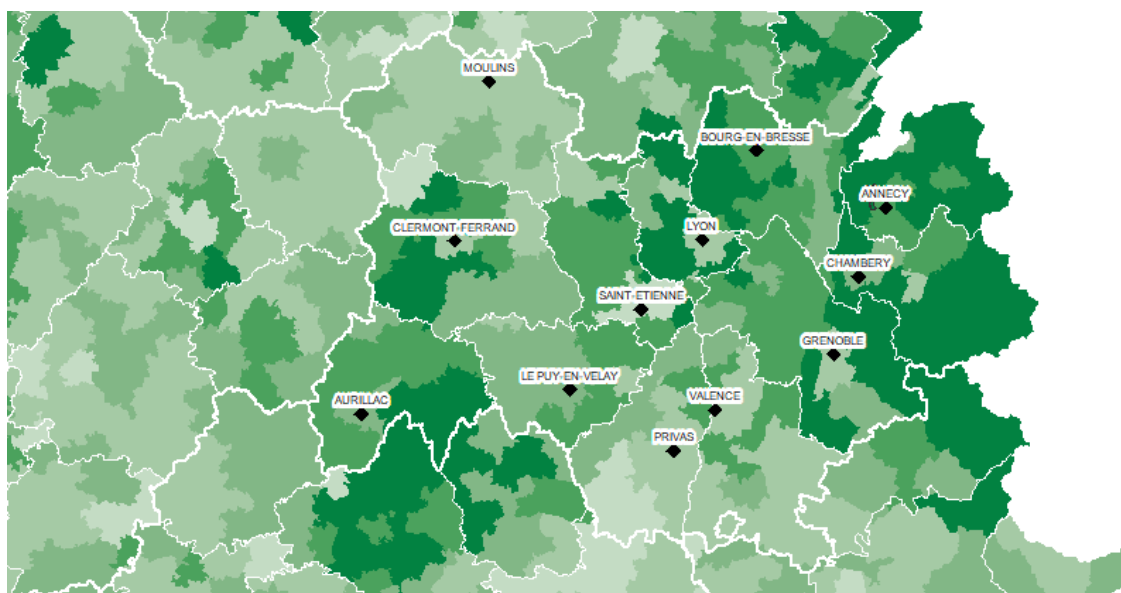 MOULINS
BOURG-EN-BRESSE
ANNECY
CLERMONT-FERRAND
LYON
CHAMBERY
SAINT-ETIENNE
GRENOBLE
LE PUY-EN-VELAY
AURILLAC
VALENCE
PRIVAS